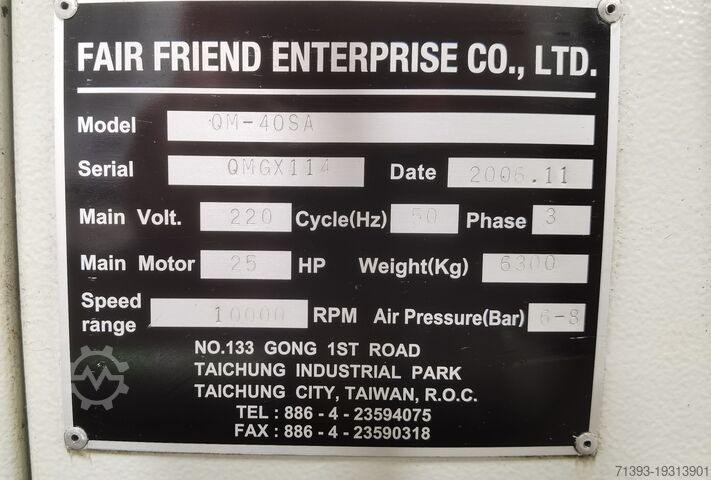 FAIR FRIEND ENTERPRISE CO., LTD.
Model QM-40SA
Serial QMGX114 Date 2006.11
Main Volt. 220 Cycle(Hz) 50 Phase 3
Main Motor 25 HP Weight(Kg) 6300
Speed range 10000 RPM Air Pressure(Bar) 6-8
NO.133 GONG 1ST ROAD
TAICHUNG INDUSTRIAL PARK
TAICHUNG CITY, TAIWAN, R.O.C.
TEL : 886 - 4 - 23594075
FAX : 886 - 4 - 23590318
71393-19313901